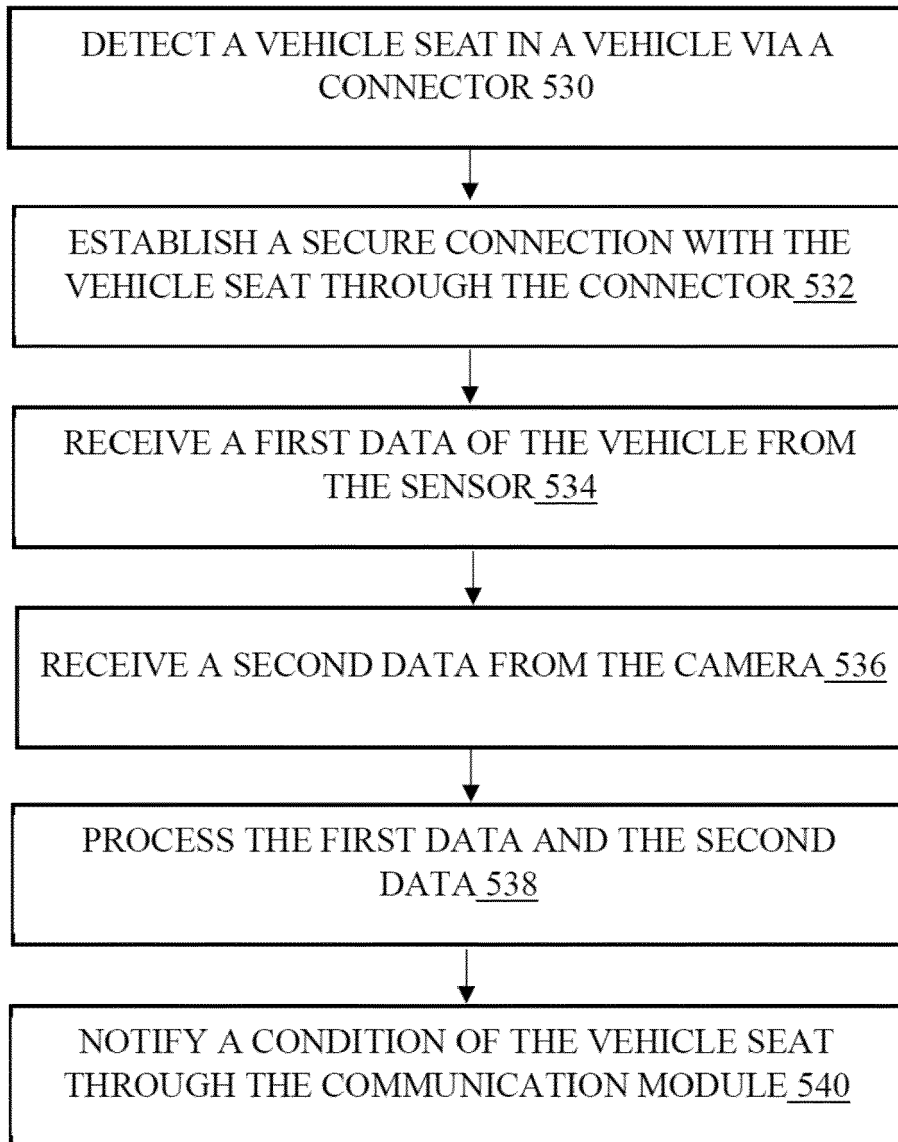 DETECT A VEHICLE SEAT IN A VEHICLE VIA A
CONNECTOR 530
ESTABLISH A SECURE CONNECTION WITH THE
VEHICLE SEAT THROUGH THE CONNECTOR 532
RECEIVE A FIRST DATA OF THE VEHICLE FROM
THE SENSOR 534
RECEIVE A SECOND DATA FROM THE CAMERA 536
PROCESS THE FIRST DATA AND THE SECOND
DATA 538
NOTIFY A CONDITION OF THE VEHICLE SEAT
THROUGH THE COMMUNICATION MODULE 540